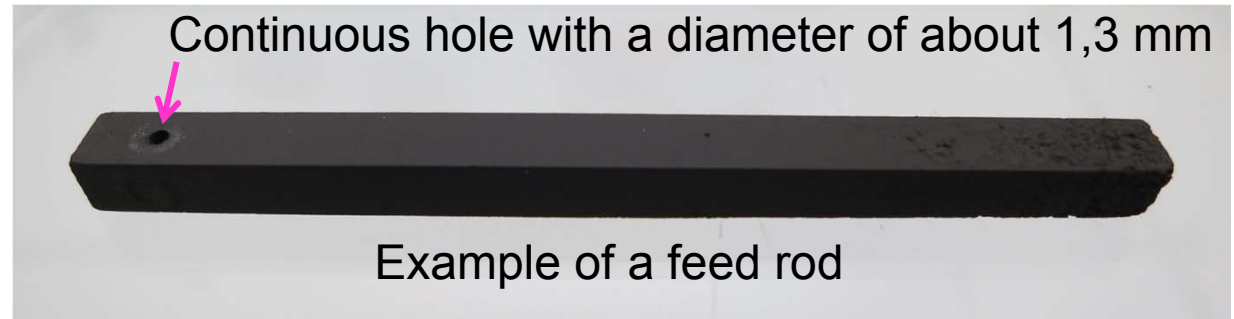 Continuous hole with a diameter of about 1,3 mm
Example of a feed rod